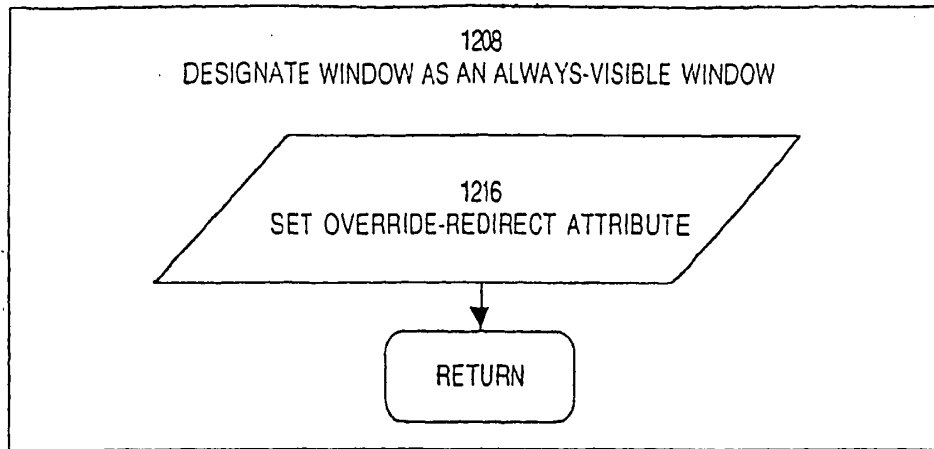 1208
DESIGNATE WINDOW AS AN ALWAYS-VISIBLE WINDOW
1216
SET OVERRIDE-REDIRECT ATTRIBUTE
RETURN